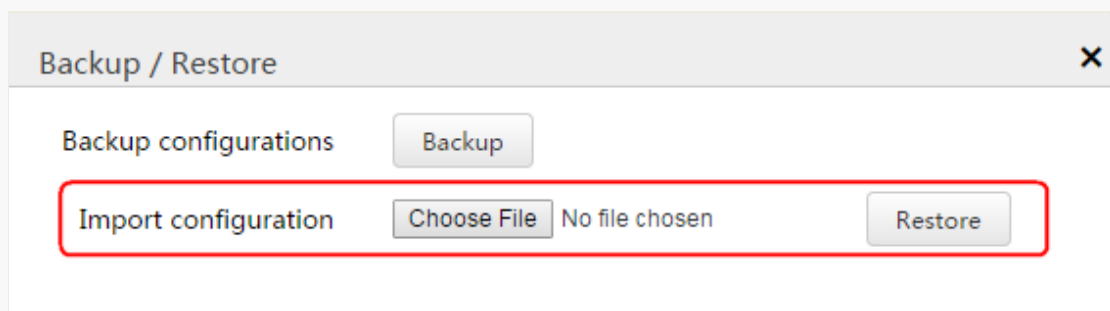 Backup / Restore
Backup configurations Backup
Import configuration Choose File No file chosen Restore